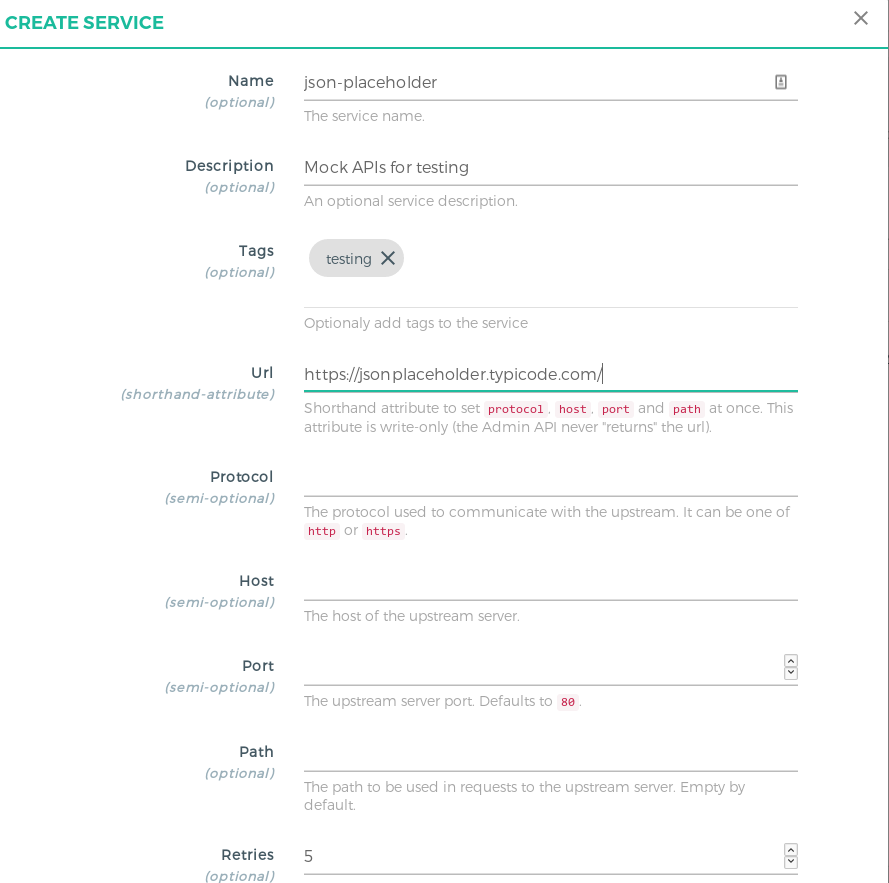 CREATE SERVICE
Name
(optional)
json-placeholder
The service name.
Description
(optional)
Mock APIs for testing
An optional service description.
Tags
(optional)
testing
Optionaly add tags to the service
Url
(shorthand-attribute)
https://jsonplaceholder.typicode.com/
Shorthand attribute to set protocol, host, port and path at once. This
attribute is write-only (the Admin API never "returns" the url).
Protocol
(semi-optional)
The protocol used to communicate with the upstream. It can be one of
http or https.
Host
(semi-optional)
The host of the upstream server.
Port
(semi-optional)
The upstream server port. Defaults to 80.
Path
(optional)
The path to be used in requests to the upstream server. Empty by
default.
Retries
(optional)
5